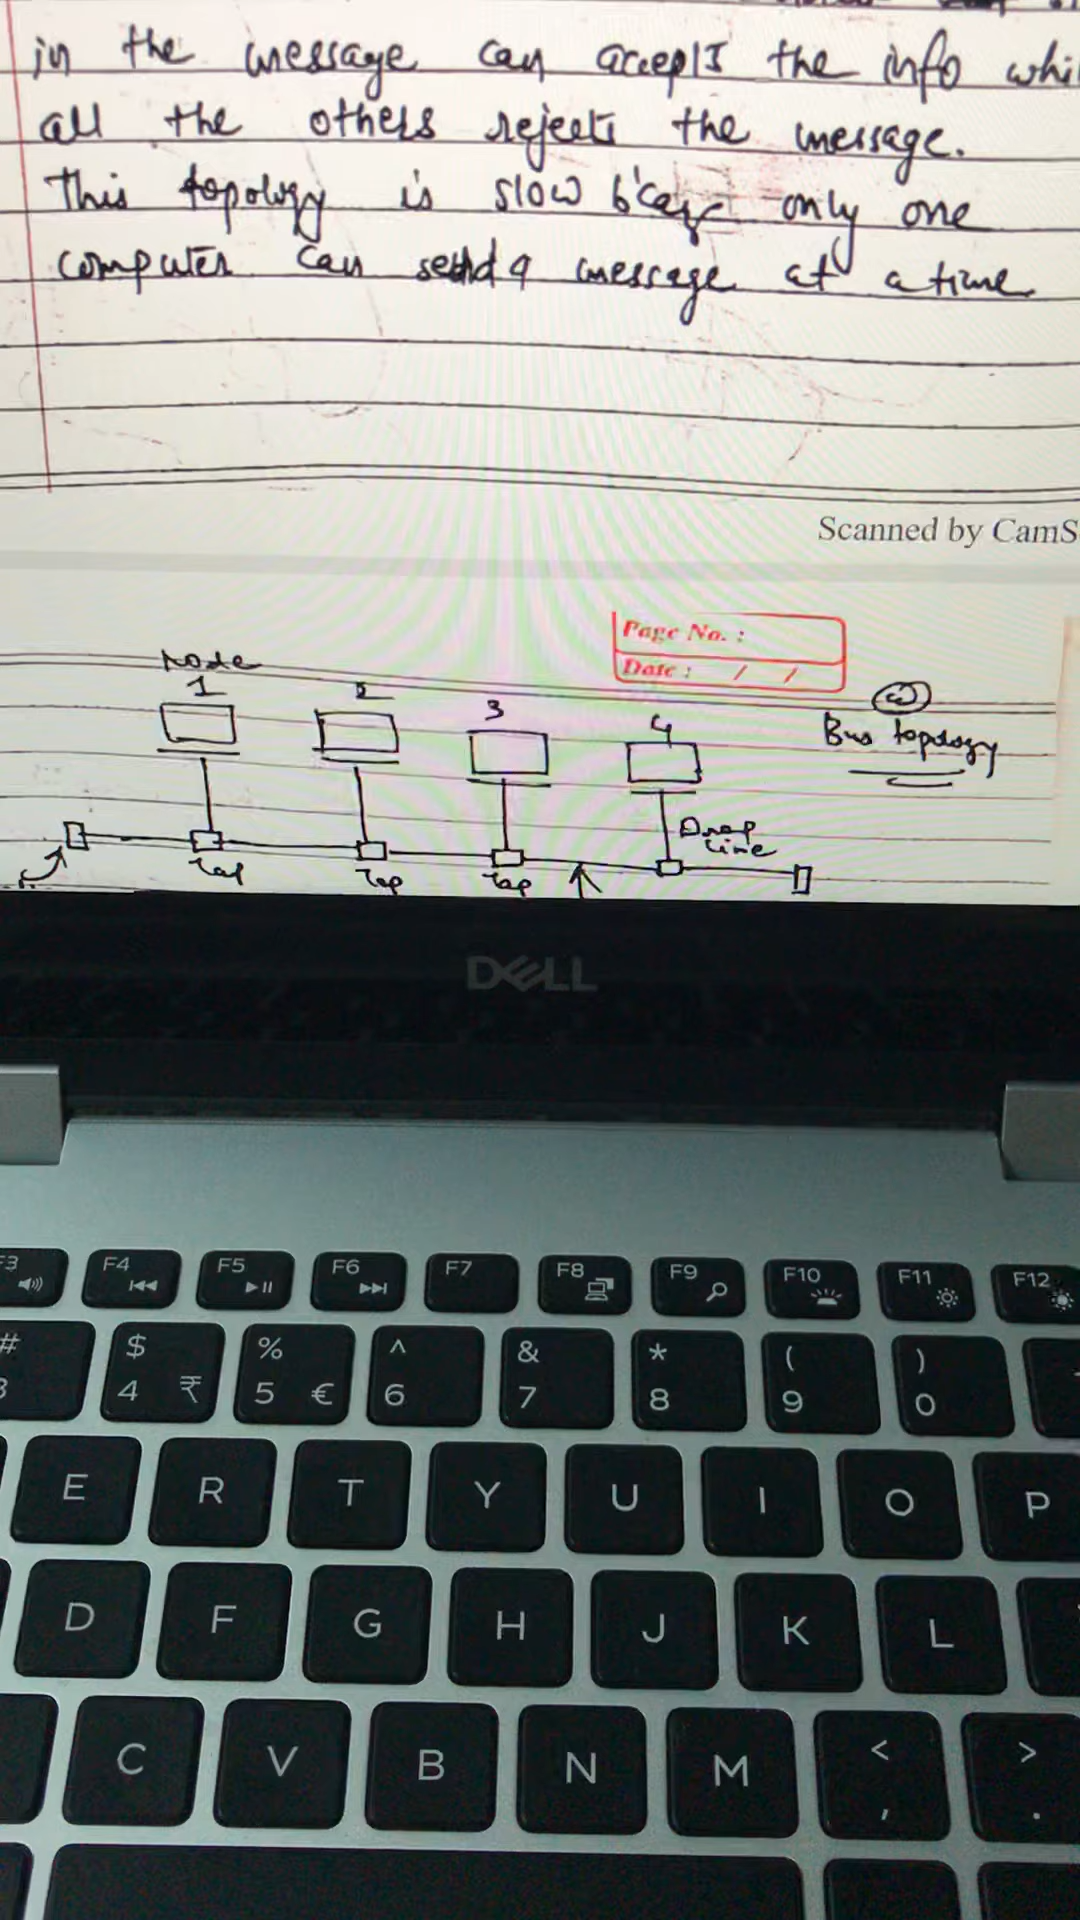 in the message can accepts the info whi
all the others rejects the message.
This topology is slow b'caz only one
computer can send a message at a time
Scanned by CamS
Page No. :
Date : / /
Node
1 2 3 4
Bus topology
Drop
line
Tap Tap Tap
DELL
F3 F4 F5 F6 F7 F8 F9 F10 F11 F12
# $ % ^ & * ( )
3 4 ₹ 5 € 6 7 8 9 0
E R T Y U I O P
D F G H J K L
C V B N M < >
, .